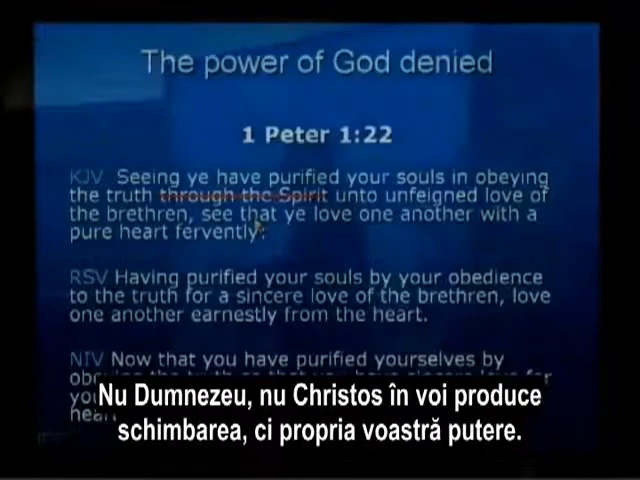 The power of God denied
1 Peter 1:22
KJV Seeing ye have purified your souls in obeying
the truth through the Spirit unto unfeigned love of
the brethren, see that ye love one another with a
pure heart fervently:
RSV Having purified your souls by your obedience
to the truth for a sincere love of the brethren, love
one another earnestly from the heart.
NIV Now that you have purified yourselves by
Nu Dumnezeu, nu Christos în voi produce
schimbarea, ci propria voastră putere.